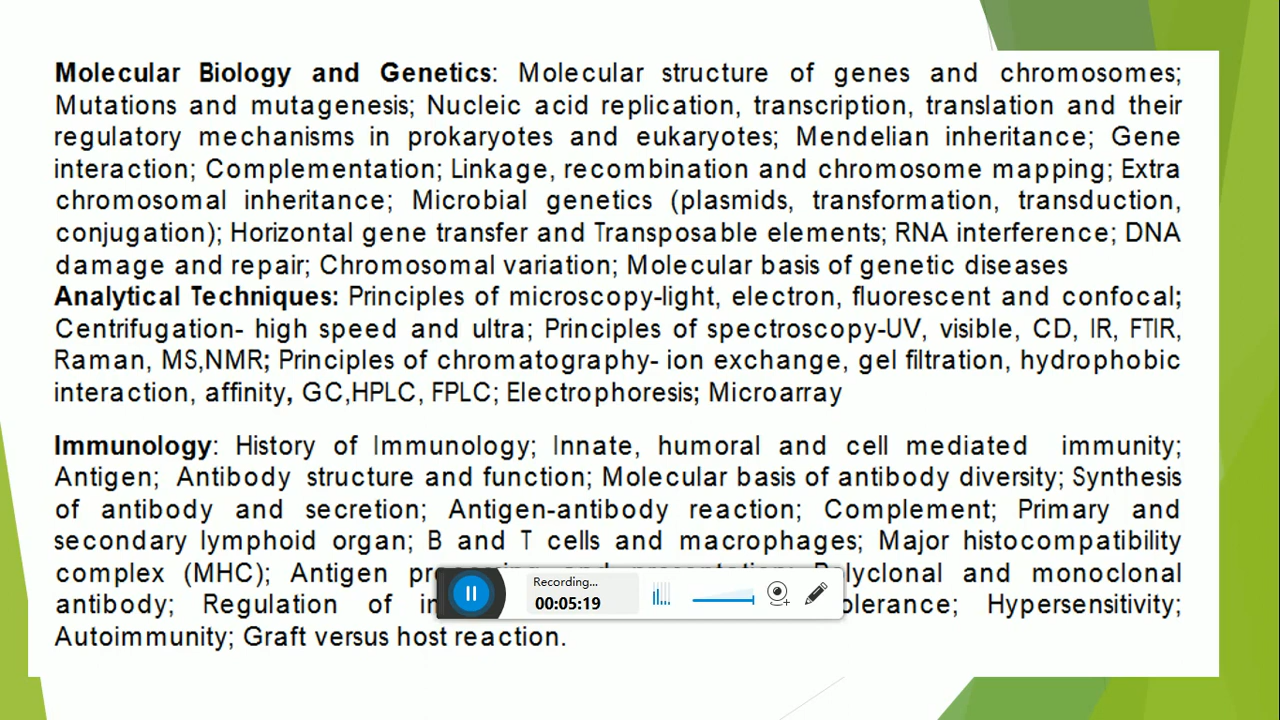 Molecular Biology and Genetics: Molecular structure of genes and chromosomes;
Mutations and mutagenesis; Nucleic acid replication, transcription, translation and their
regulatory mechanisms in prokaryotes and eukaryotes; Mendelian inheritance; Gene
interaction; Complementation; Linkage, recombination and chromosome mapping; Extra
chromosomal inheritance; Microbial genetics (plasmids, transformation, transduction,
conjugation); Horizontal gene transfer and Transposable elements; RNA interference; DNA
damage and repair; Chromosomal variation; Molecular basis of genetic diseases
Analytical Techniques: Principles of microscopy-light, electron, fluorescent and confocal;
Centrifugation- high speed and ultra; Principles of spectroscopy-UV, visible, CD, IR, FTIR,
Raman, MS,NMR; Principles of chromatography- ion exchange, gel filtration, hydrophobic
interaction, affinity, GC,HPLC, FPLC; Electrophoresis; Microarray
Immunology: History of Immunology; Innate, humoral and cell mediated immunity;
Antigen; Antibody structure and function; Molecular basis of antibody diversity; Synthesis
of antibody and secretion; Antigen-antibody reaction; Complement; Primary and
secondary lymphoid organ; B and T cells and macrophages; Major histocompatibility
complex (MHC); Antigen and monoclonal
antibody; Regulation of Hypersensitivity;
Autoimmunity; Graft versus host reaction.
Recording...
00:05:19